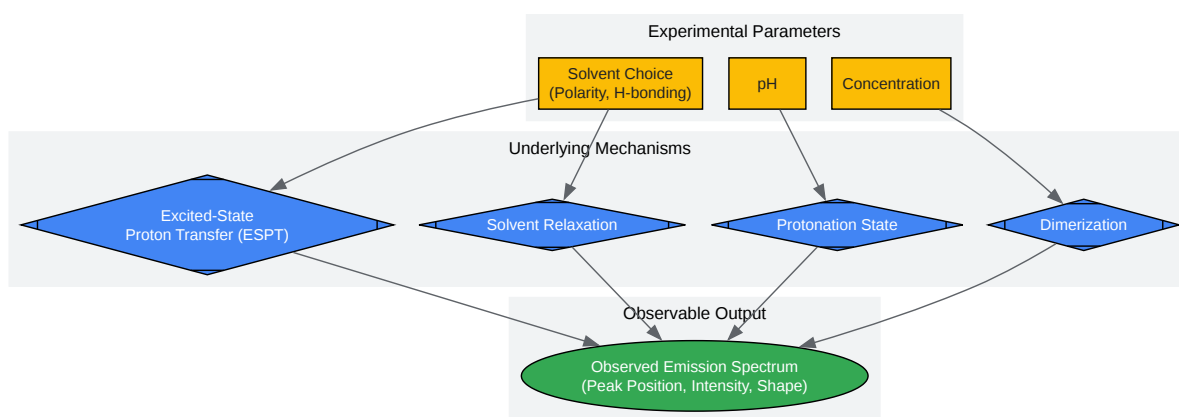 Experimental Parameters
Solvent Choice
(Polarity, H-bonding)
pH
Concentration
Underlying Mechanisms
Excited-State
Proton Transfer (ESPT)
Solvent Relaxation
Protonation State
Dimerization
Observable Output
Observed Emission Spectrum
(Peak Position, Intensity, Shape)